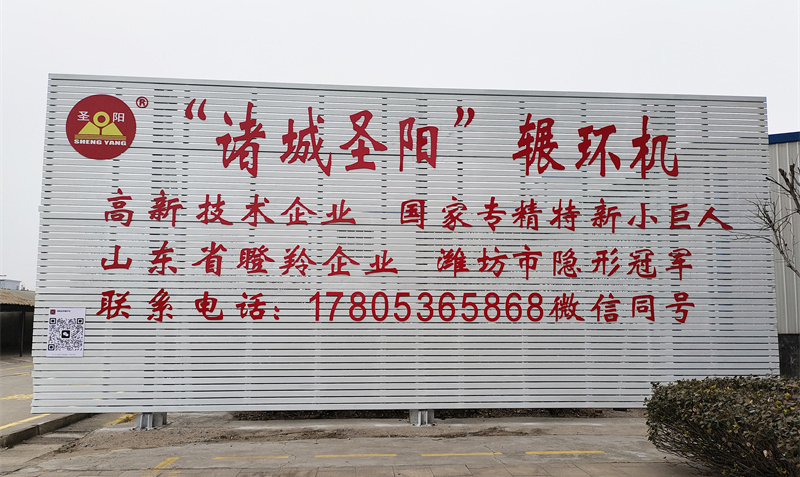 圣阳®
SHENG YANG
“诸城圣阳”辗环机
高新技术企业 国家专精特新小巨人
山东省瞪羚企业 潍坊市隐形冠军
联系电话：17805365868微信同号